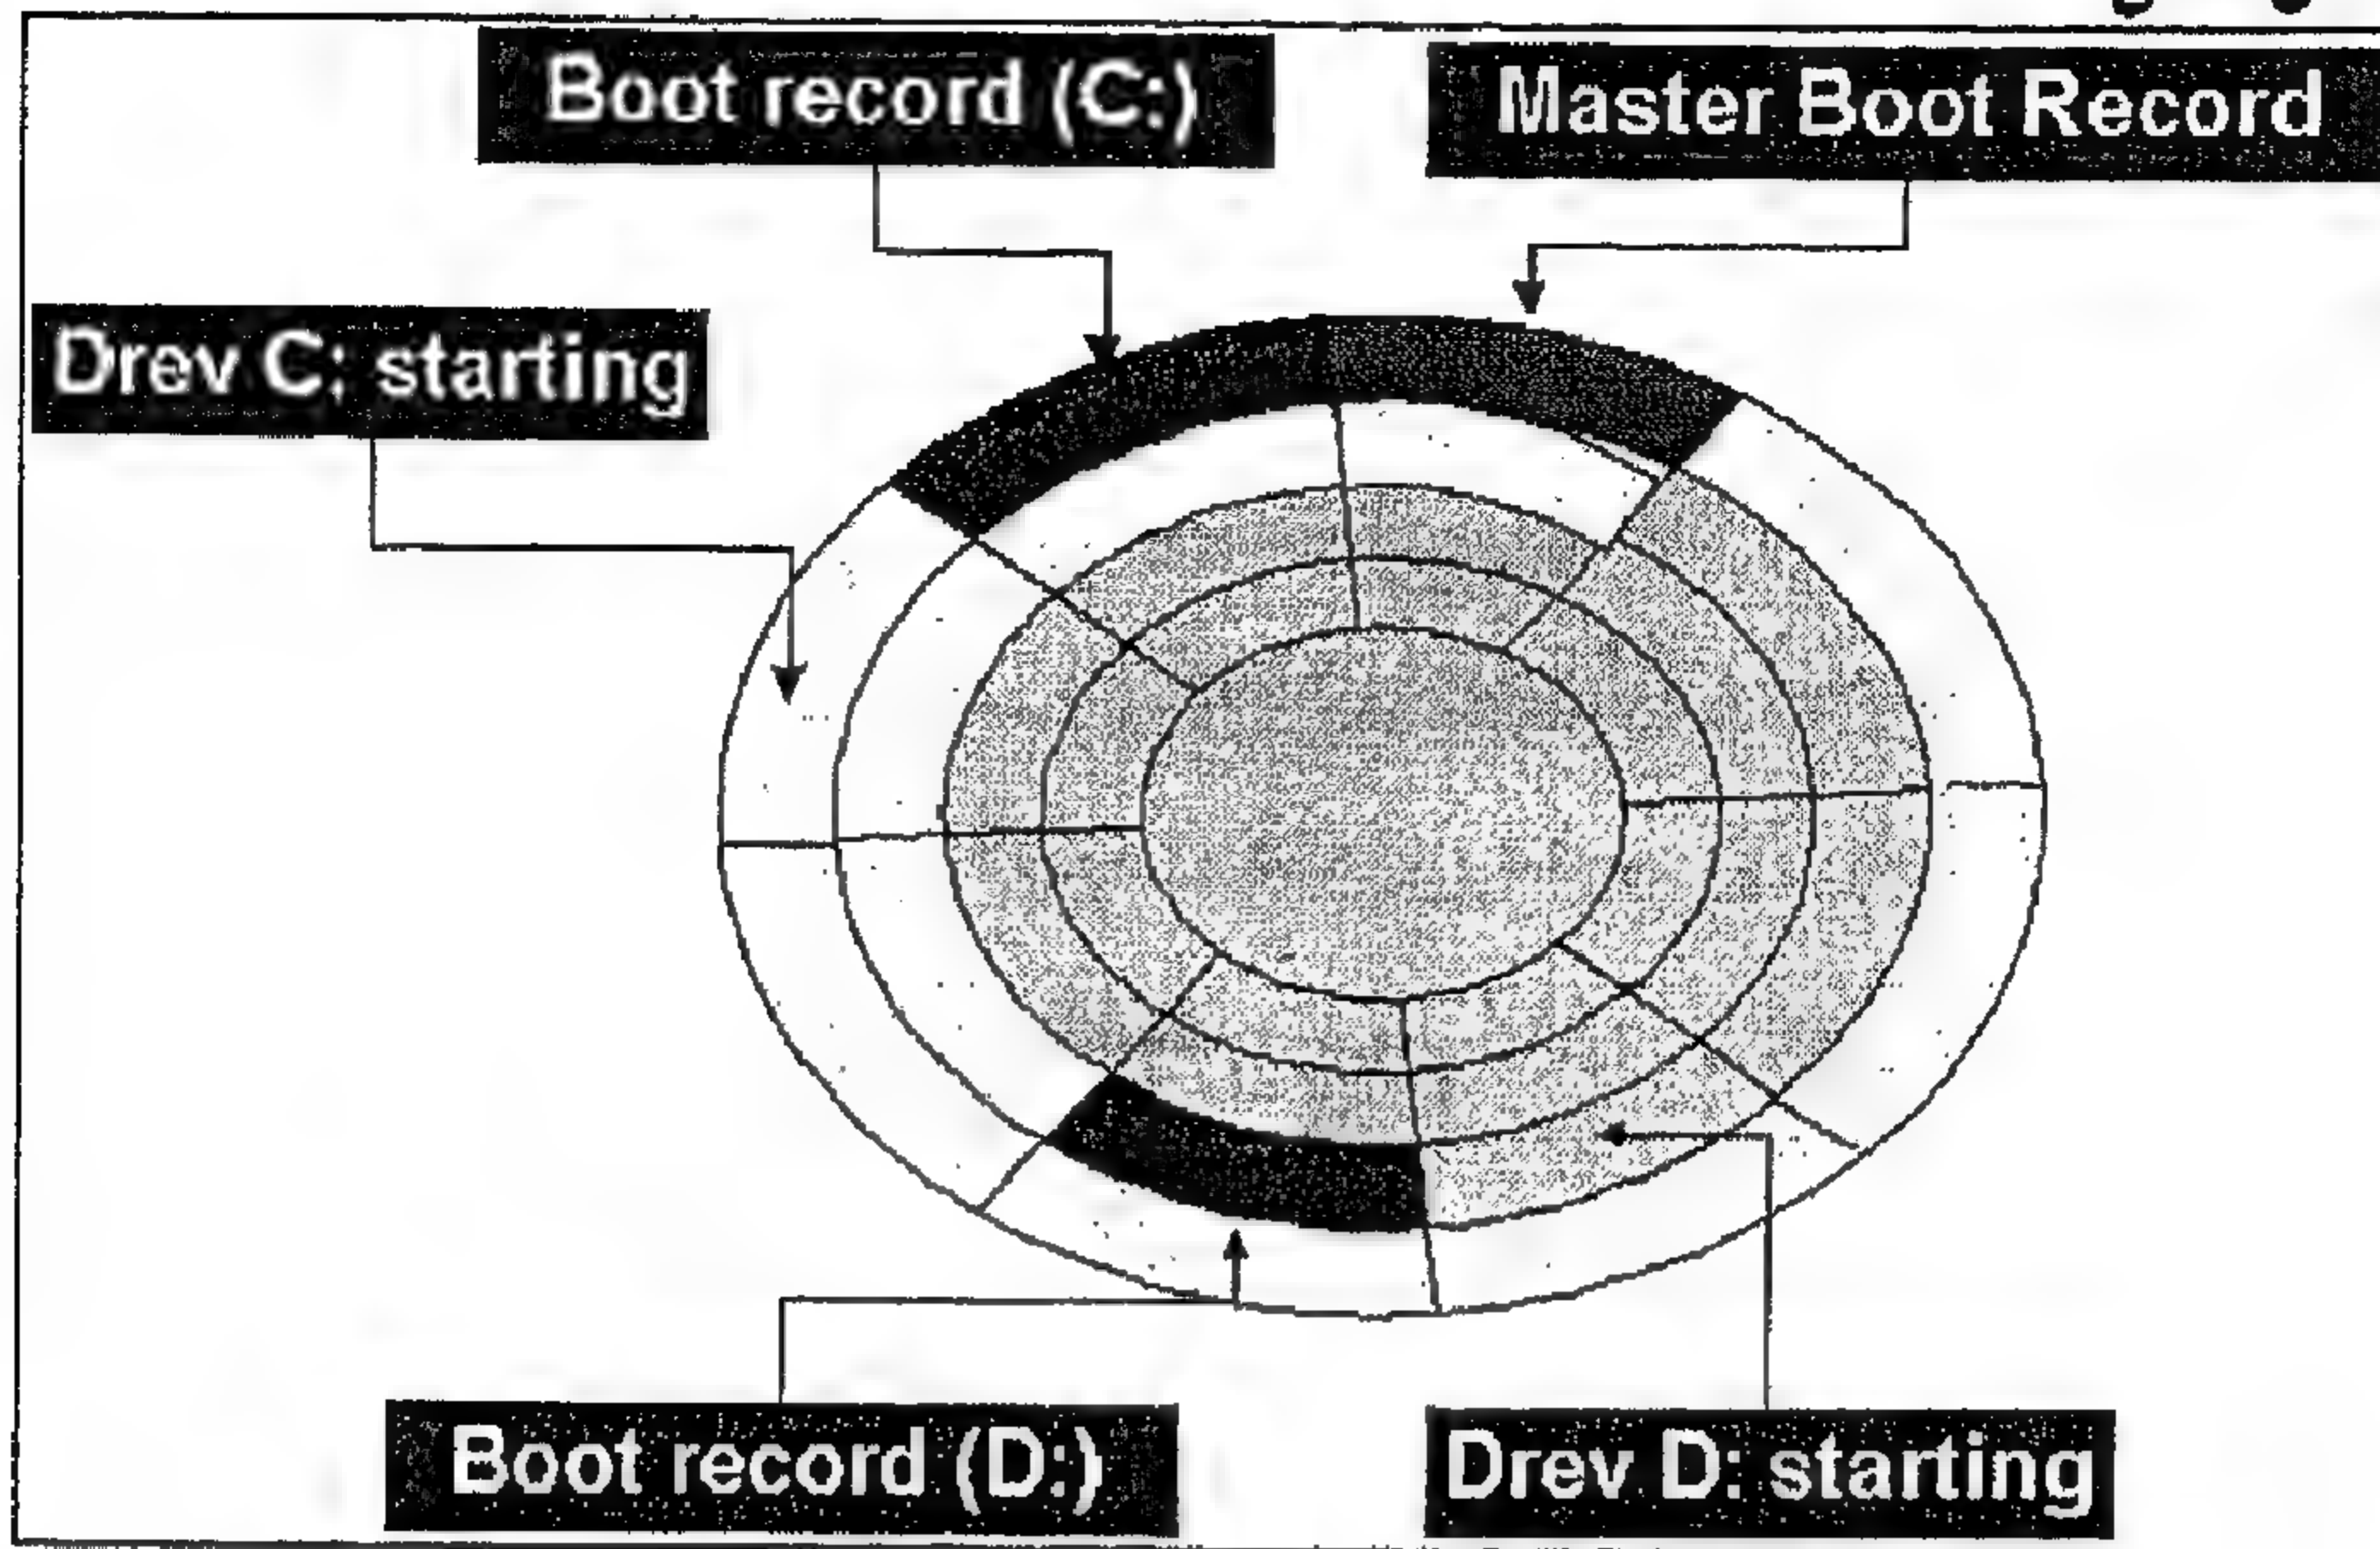 Boot record (C:)
Master Boot Record
Drev C: starting
Boot record (D:)
Drev D: starting